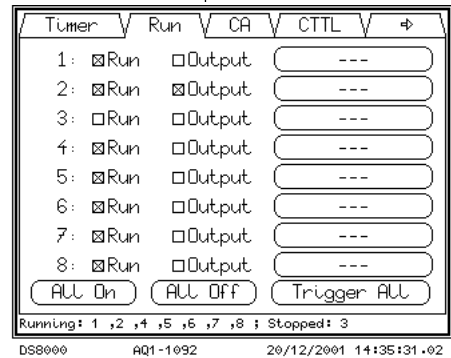 Timer Run CA CTTL
1: Run Output ---
2: Run Output ---
3: Run Output ---
4: Run Output ---
5: Run Output ---
6: Run Output ---
7: Run Output ---
8: Run Output ---
All On All Off Trigger All
Running: 1 ,2 ,4 ,5 ,6 ,7 ,8 ; Stopped: 3
DS8000 AQ1-1092 20/12/2001 14:35:31.02